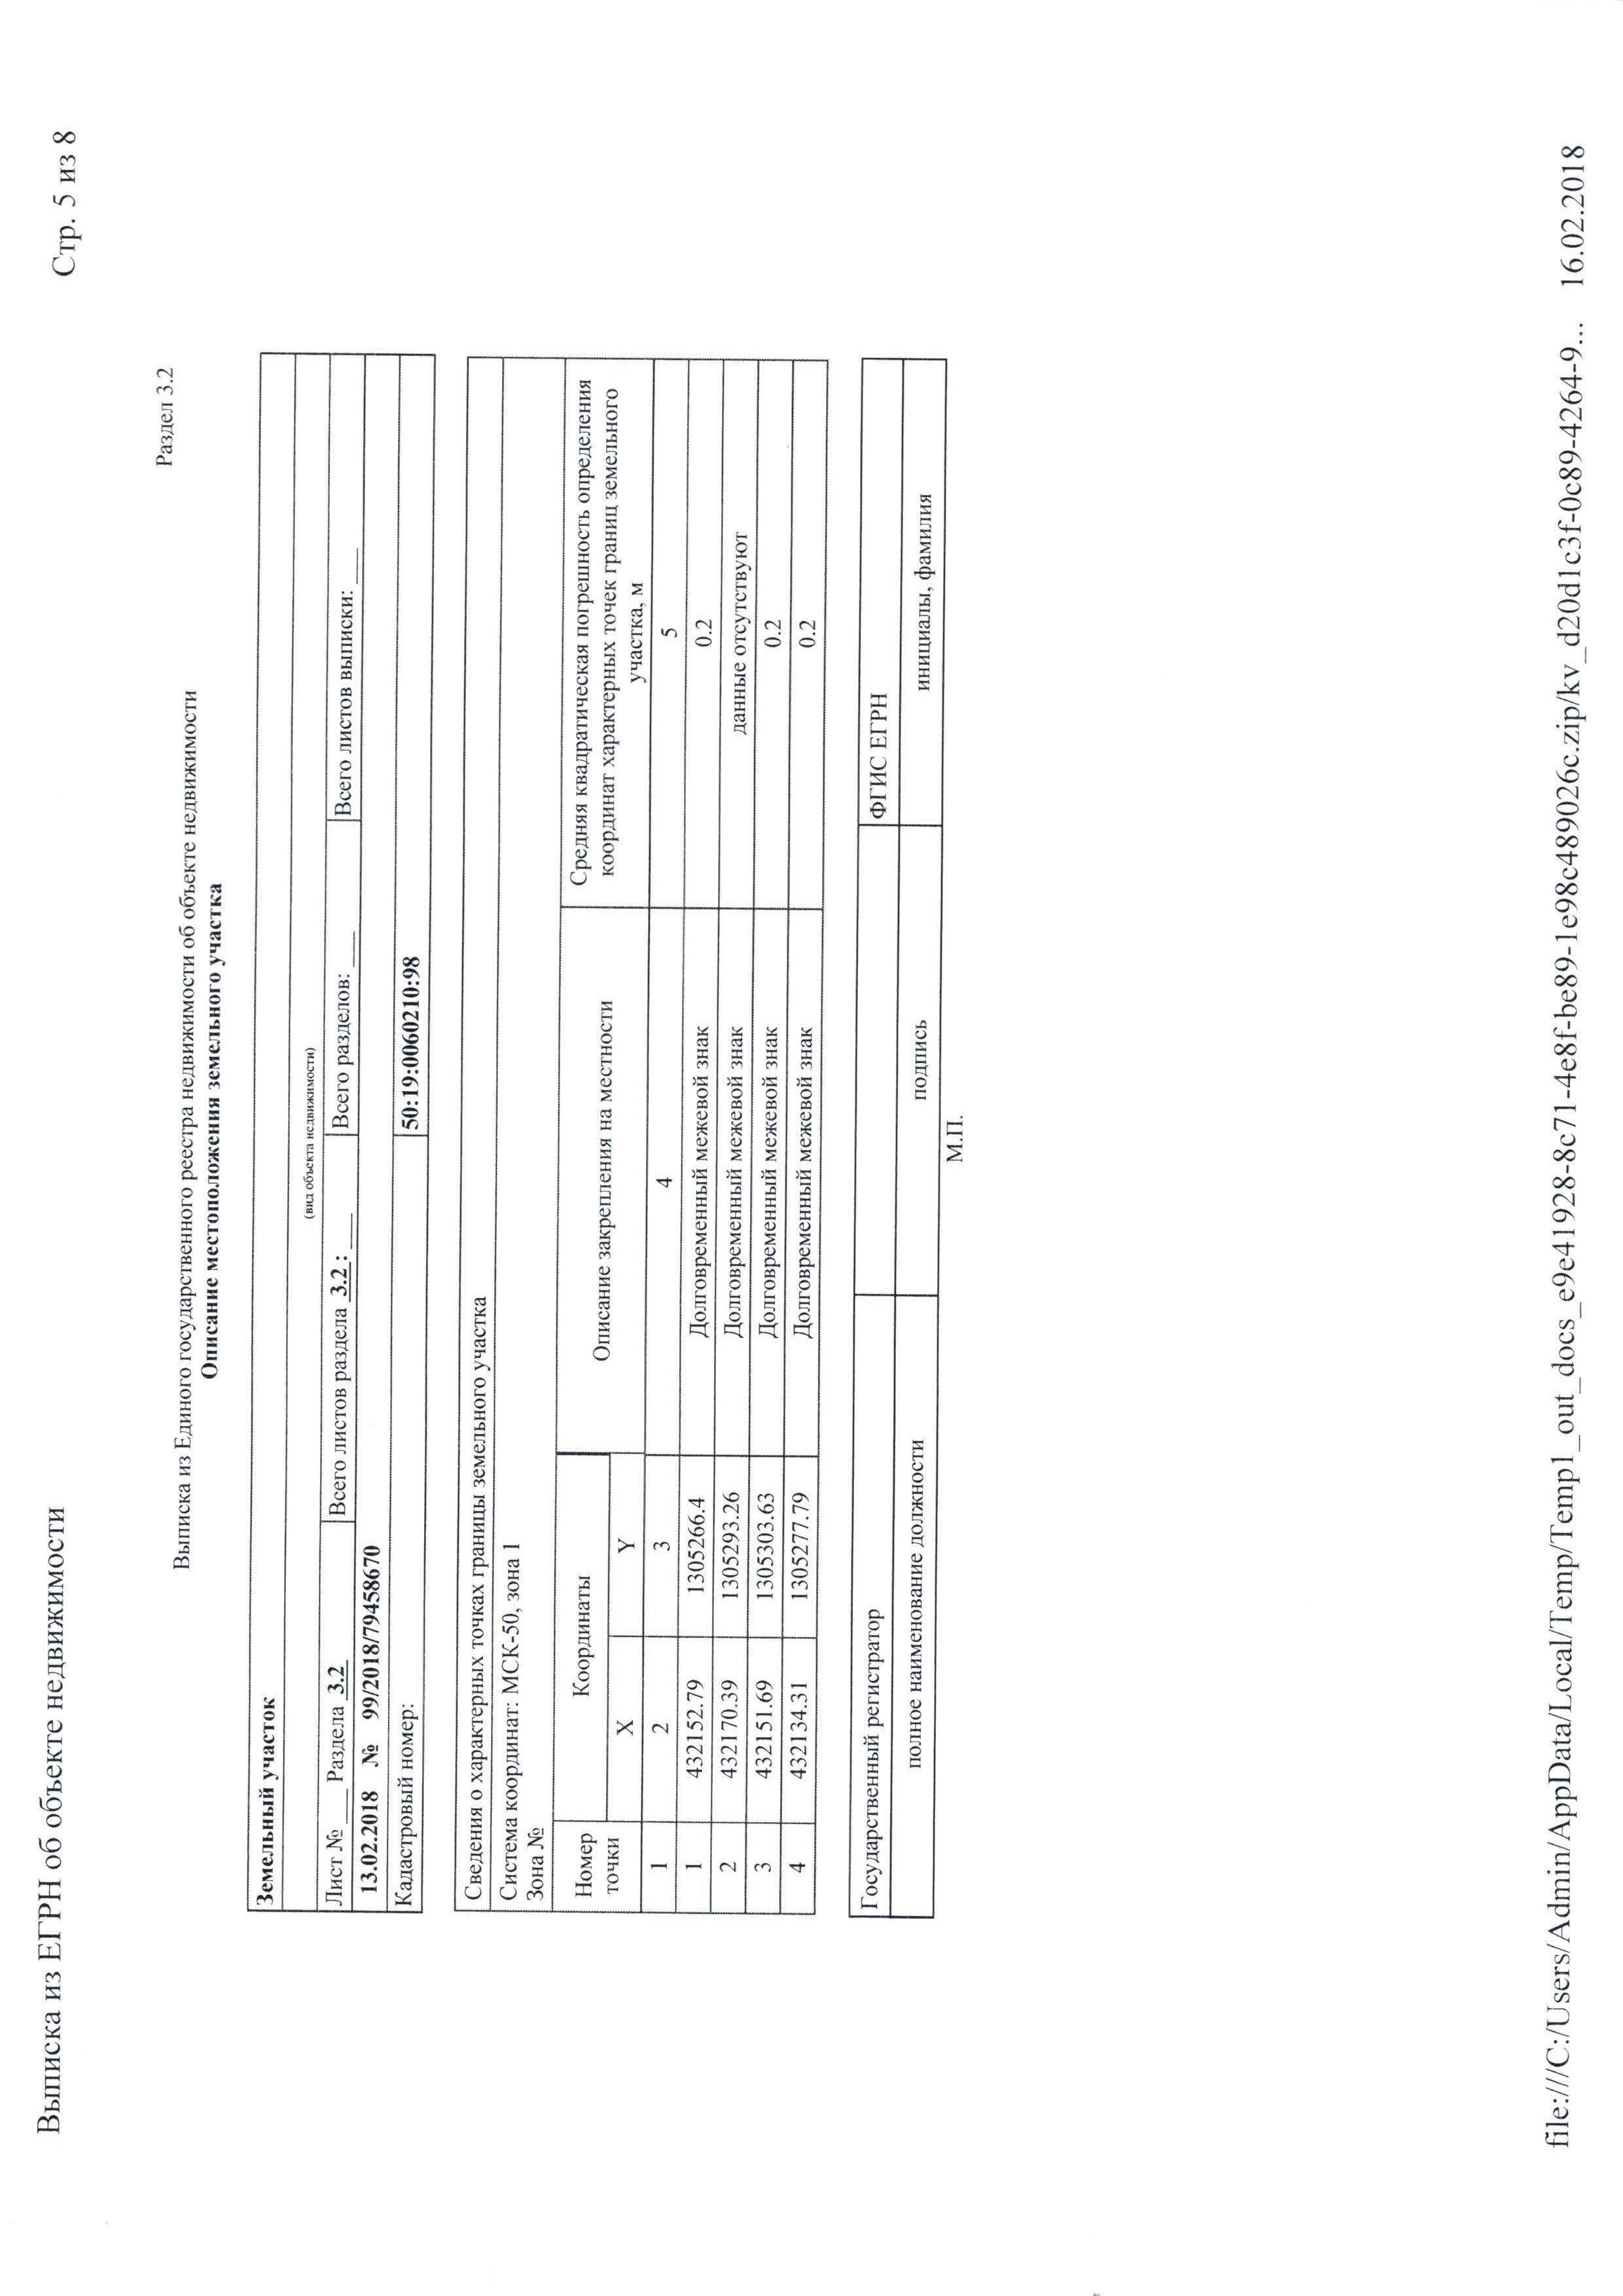 Выписка из ЕГРН об объекте недвижимости Стр. 5 из 8
Раздел 3.2
Выписка из Единого государственного реестра недвижимости об объекте недвижимости
Описание местоположения земельного участка
Земельный участок
(вид объекта недвижимости)
Лист № ___ Раздела 3.2 Всего листов раздела 3.2 : ___ Всего разделов: ___ Всего листов выписки: ___
13.02.2018 № 99/2018/79458670
Кадастровый номер: 50:19:0060210:98
Сведения о характерных точках границы земельного участка
Система координат: МСК-50, зона 1
Зона №
Номер точки Координаты Описание закрепления на местности Средняя квадратическая погрешность определения
координат характерных точек границ земельного
участка, м
X Y
1 2 3 4 5
1 432152.79 1305266.4 Долговременный межевой знак 0.2
2 432170.39 1305293.26 Долговременный межевой знак данные отсутствуют
3 432151.69 1305303.63 Долговременный межевой знак 0.2
4 432134.31 1305277.79 Долговременный межевой знак 0.2
Государственный регистратор ФГИС ЕГРН
полное наименование должности подпись инициалы, фамилия
М.П.
file:///C:/Users/Admin/AppData/Local/Temp/Temp1_out_docs_e9e41928-8c71-4e8f-be89-1e98c489026c.zip/kv_d20d1c3f-0c89-4264-9... 16.02.2018